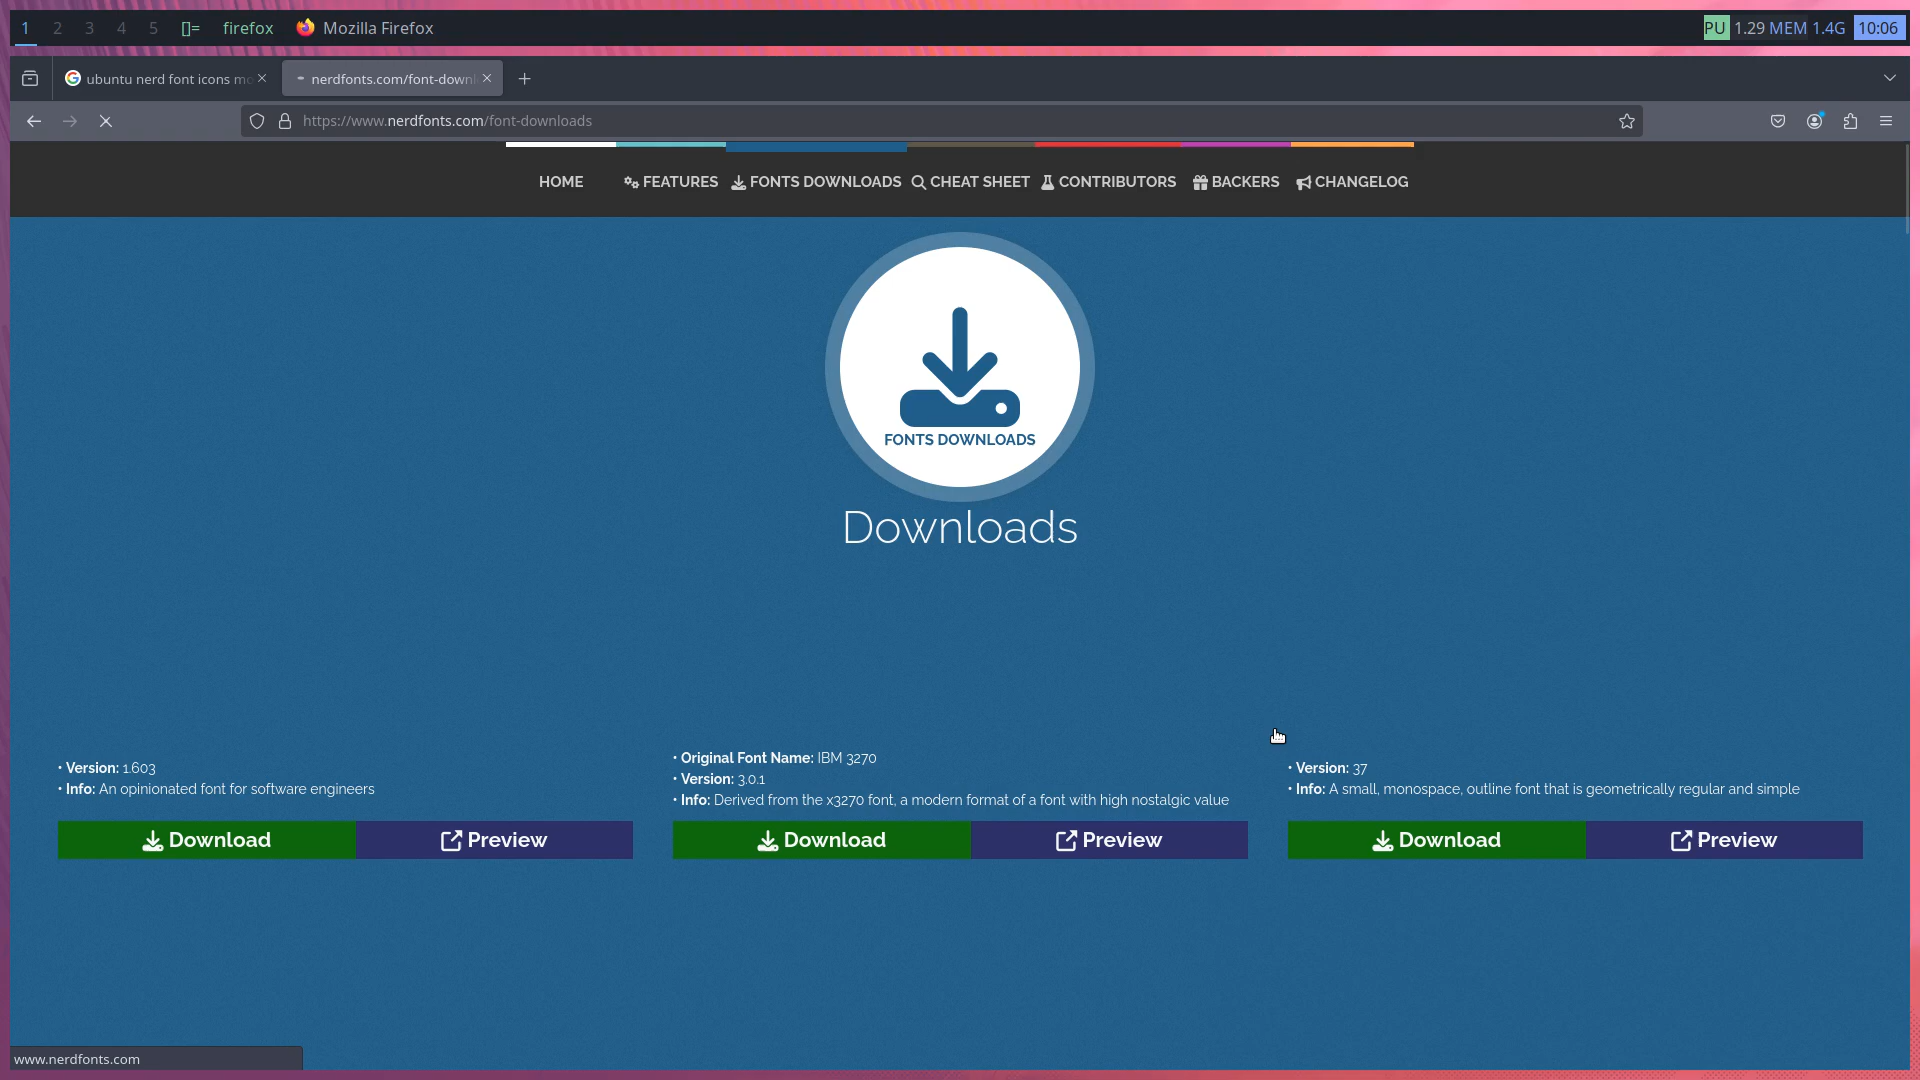 1 2 3 4 5 []= firefox Mozilla Firefox PU 1.29 MEM 1.4G 10:06
ubuntu nerd font icons mo nerdfonts.com/font-down
https://www.nerdfonts.com/font-downloads
HOME FEATURES FONTS DOWNLOADS CHEAT SHEET CONTRIBUTORS BACKERS CHANGELOG
FONTS DOWNLOADS
Downloads
• Version: 1.603
• Info: An opinionated font for software engineers
Download Preview
• Original Font Name: IBM 3270
• Version: 3.0.1
• Info: Derived from the x3270 font, a modern format of a font with high nostalgic value
Download Preview
• Version: 37
• Info: A small, monospace, outline font that is geometrically regular and simple
Download Preview
www.nerdfonts.com